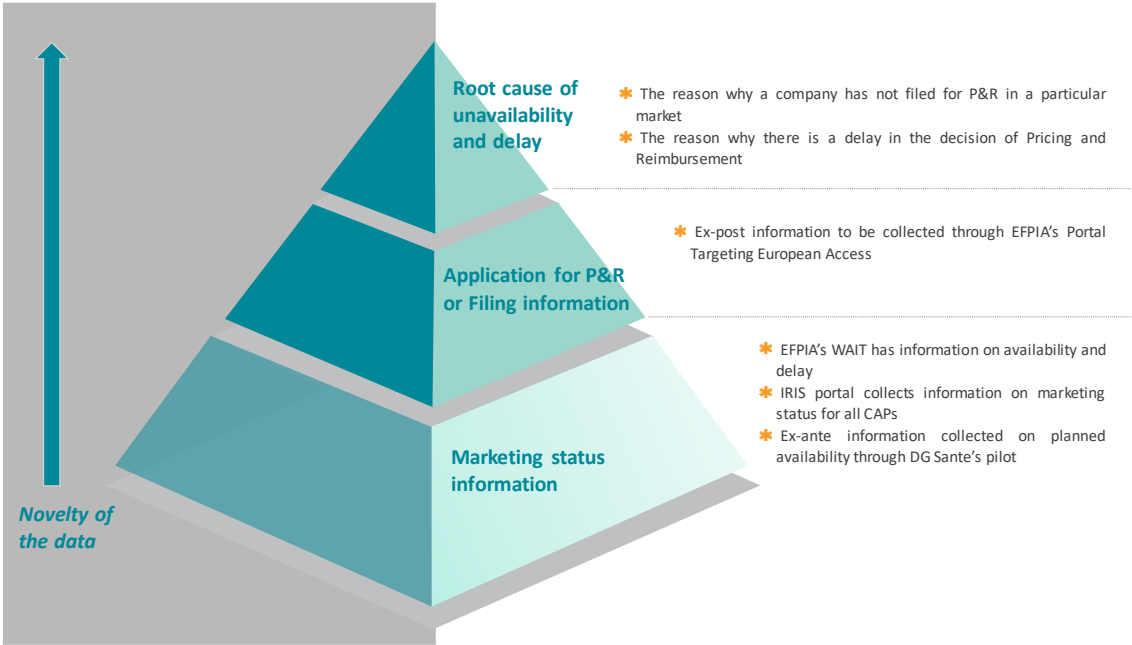 Root cause of
unavailability
and delay
✱ The reason why a company has not filed for P&R in a particular
market
✱ The reason why there is a delay in the decision of Pricing and
Reimbursement
Application for P&R
or Filing information
✱ Ex-post information to be collected through EFPIA's Portal
Targeting European Access
Marketing status
information
✱ EFPIA's WAIT has information on availability and
delay
✱ IRIS portal collects information on marketing
status for all CAPs
✱ Ex-ante information collected on planned
availability through DG Sante's pilot
Novelty of
the data